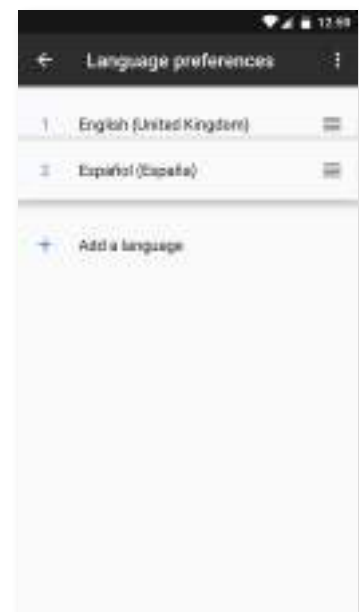 12:59
Language preferences
1 English (United Kingdom)
2 Español (España)
+ Add a language